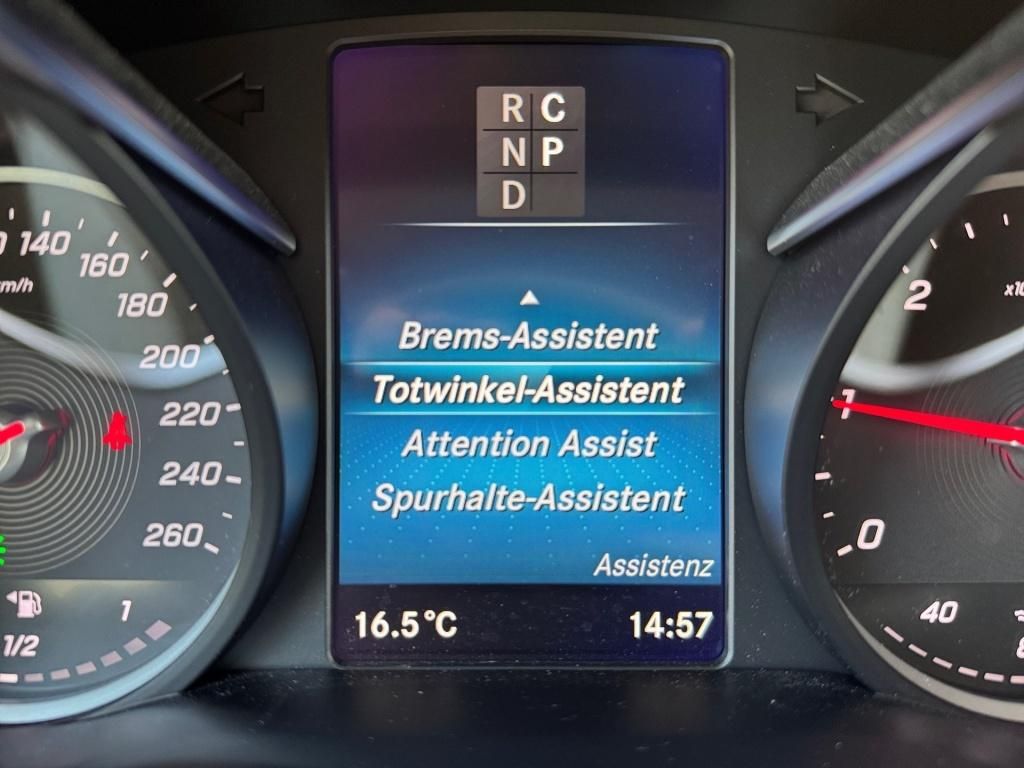 R C
N P
D
Brems-Assistent
Totwinkel-Assistent
Attention Assist
Spurhalte-Assistent
Assistenz
16.5°C
14:57
140
160
180
200
220
240
260
1/2
1
2
1
0
40